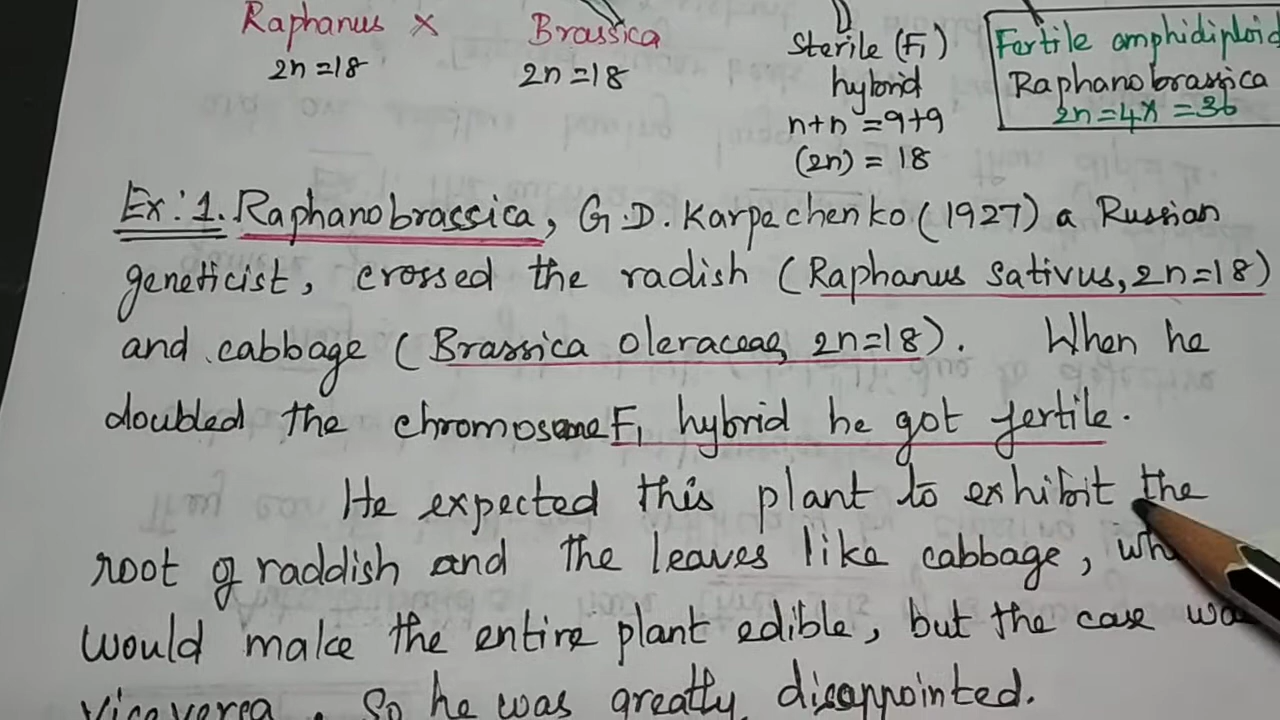 Raphanus × Brassica
2n=18 2n=18
Sterile (F1)
hybrid
n+n =9+9
(2n) = 18
Fertile amphidiploid
Raphanobrassica
2n=4x=36
Ex:1. Raphanobrassica, G.D. Karpechenko (1927) a Russian
geneticist, crossed the radish (Raphanus sativus, 2n=18)
and cabbage (Brassica oleraceae, 2n=18). When he
doubled the chromosome F1 hybrid he got fertile.
He expected this plant to exhibit the
root of raddish and the leaves like cabbage,
would make the entire plant edible, but the case
viceversa. So he was greatly disappointed.